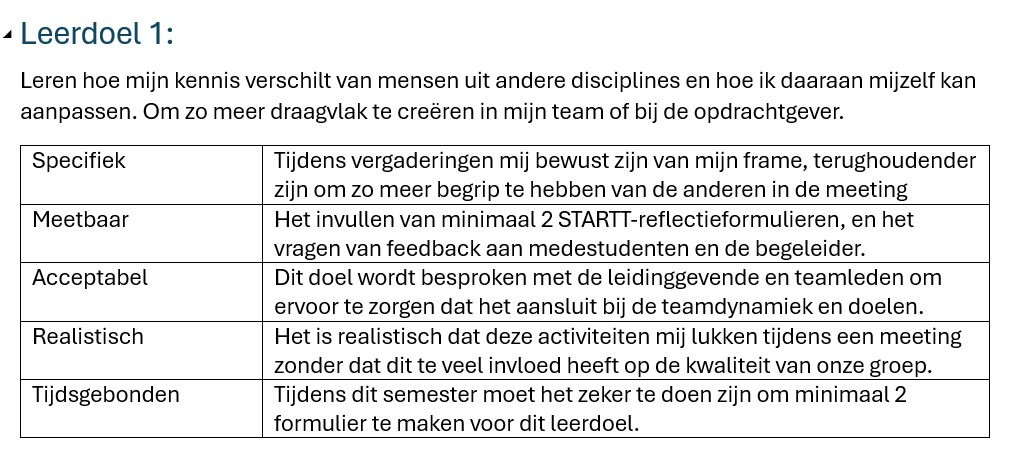 Leerdoel 1:
Leren hoe mijn kennis verschilt van mensen uit andere disciplines en hoe ik daaraan mijzelf kan
aanpassen. Om zo meer draagvlak te creëren in mijn team of bij de opdrachtgever.
Specifiek
Tijdens vergaderingen mij bewust zijn van mijn frame, terughoudender
zijn om zo meer begrip te hebben van de anderen in de meeting
Meetbaar
Het invullen van minimaal 2 STARTT-reflectieformulieren, en het
vragen van feedback aan medestudenten en de begeleider.
Acceptabel
Dit doel wordt besproken met de leidinggevende en teamleden om
ervoor te zorgen dat het aansluit bij de teamdynamiek en doelen.
Realistisch
Het is realistisch dat deze activiteiten mij lukken tijdens een meeting
zonder dat dit te veel invloed heeft op de kwaliteit van onze groep.
Tijdsgebonden
Tijdens dit semester moet het zeker te doen zijn om minimaal 2
formulier te maken voor dit leerdoel.